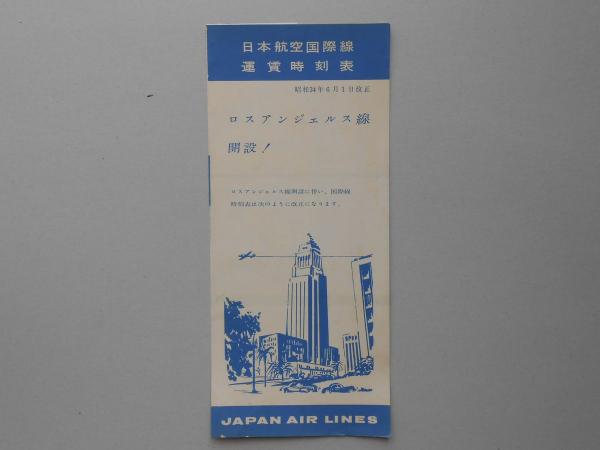 日本航空国際線
運賃時刻表
昭和34年6月1日改正
ロスアンジェルス線
開設！
ロスアンジェルス線開設に伴い、国際線
時刻表は次のように改正になります。
JAPAN AIR LINES